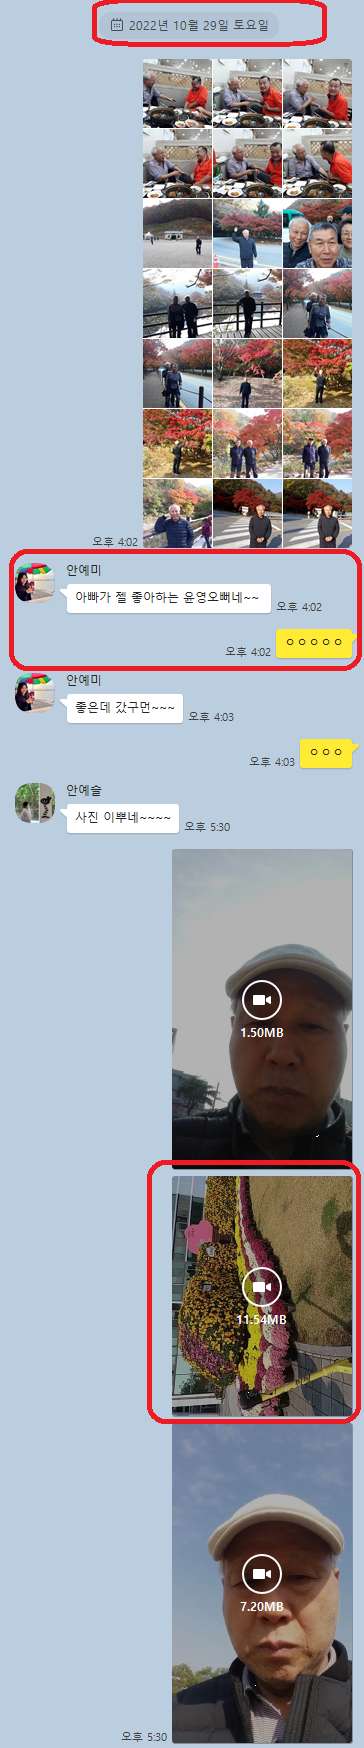 2022년 10월 29일 토요일
오후 4:02
안예미
아빠가 젤 좋아하는 윤영오뻐네~~
오후 4:02
오후 4:02 ㅇㅇㅇㅇㅇ
안예미
좋은데 갔구먼~~~
오후 4:03
오후 4:03 ㅇㅇㅇ
안예슬
사진 이뿌네~~~~
오후 5:30
1.50MB
11.54MB
7.20MB
오후 5:30